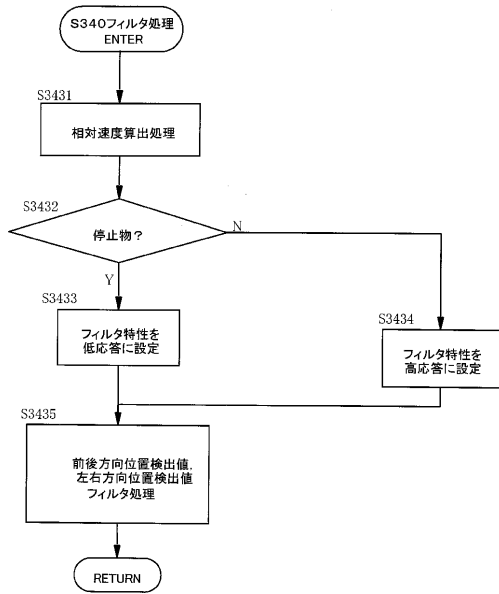 S340フィルタ処理
ENTER
S3431
相対速度算出処理
S3432
停止物?
N
Y
S3433
フィルタ特性を
低応答に設定
S3434
フィルタ特性を
高応答に設定
S3435
前後方向位置検出値,
左右方向位置検出値
フィルタ処理
RETURN